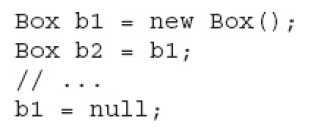 Box b1 = new Box();
Box b2 = b1;
// ...
b1 = null;